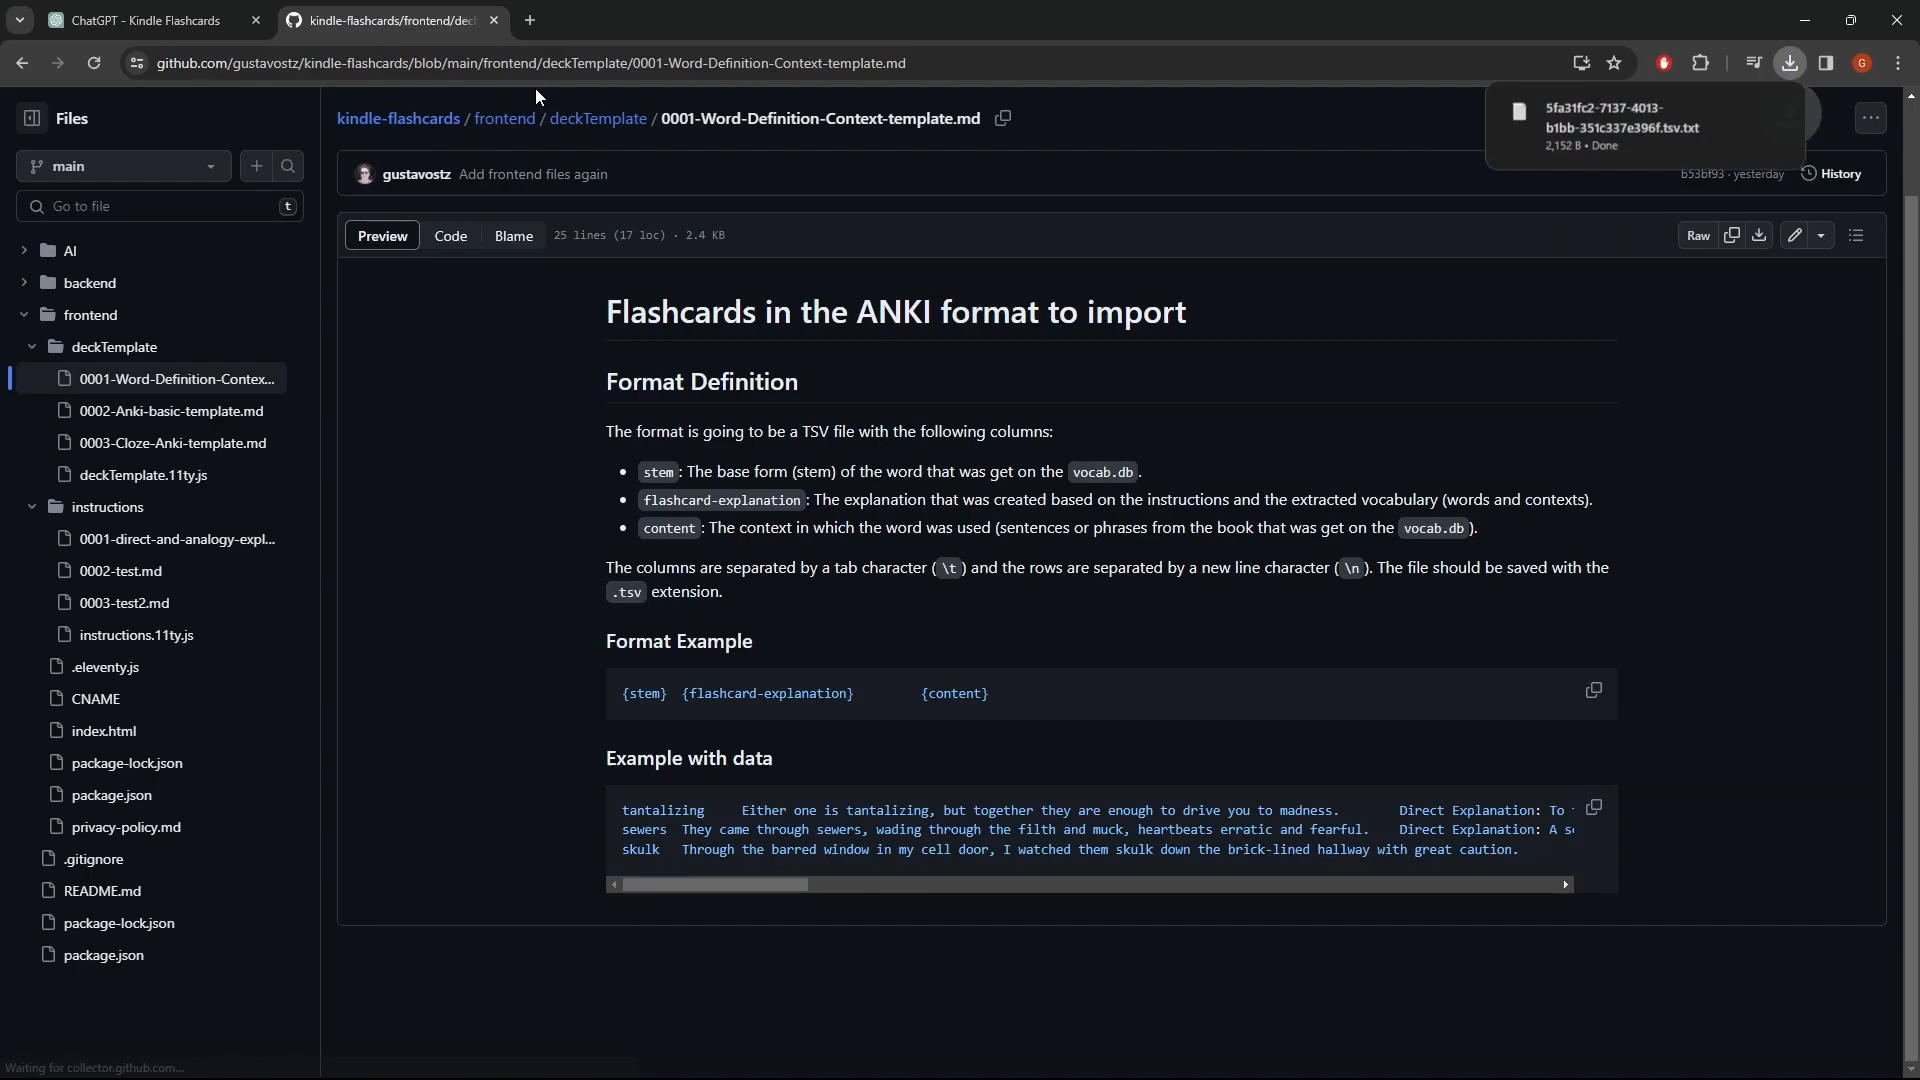 ChatGPT - Kindle Flashcards
kindle-flashcards/frontend/dec
github.com/gustavostz/kindle-flashcards/blob/main/frontend/deckTemplate/0001-Word-Definition-Context-template.md
G
5fa31fc2-7137-4013-
b1bb-351c337e396f.tsv.txt
2,152 B • Done
Files
main
Go to file
t
AI
backend
frontend
deckTemplate
0001-Word-Definition-Contex...
0002-Anki-basic-template.md
0003-Cloze-Anki-template.md
deckTemplate.11ty.js
instructions
0001-direct-and-analogy-expl...
0002-test.md
0003-test2.md
instructions.11ty.js
.eleventy.js
CNAME
index.html
package-lock.json
package.json
privacy-policy.md
.gitignore
README.md
package-lock.json
package.json
Waiting for collector.github.com...
kindle-flashcards / frontend / deckTemplate / 0001-Word-Definition-Context-template.md
gustavostz Add frontend files again
b53bf93 · yesterday
History
Preview Code Blame 25 lines (17 loc) · 2.4 KB
Raw
Flashcards in the ANKI format to import
Format Definition
The format is going to be a TSV file with the following columns:
• stem : The base form (stem) of the word that was get on the vocab.db .
• flashcard-explanation : The explanation that was created based on the instructions and the extracted vocabulary (words and contexts).
• content : The context in which the word was used (sentences or phrases from the book that was get on the vocab.db ).
The columns are separated by a tab character ( \t ) and the rows are separated by a new line character ( \n ). The file should be saved with the
.tsv extension.
Format Example
{stem} {flashcard-explanation} {content}
Example with data
tantalizing Either one is tantalizing, but together they are enough to drive you to madness. Direct Explanation: To
sewers They came through sewers, wading through the filth and muck, heartbeats erratic and fearful. Direct Explanation: A
skulk Through the barred window in my cell door, I watched them skulk down the brick-lined hallway with great caution.